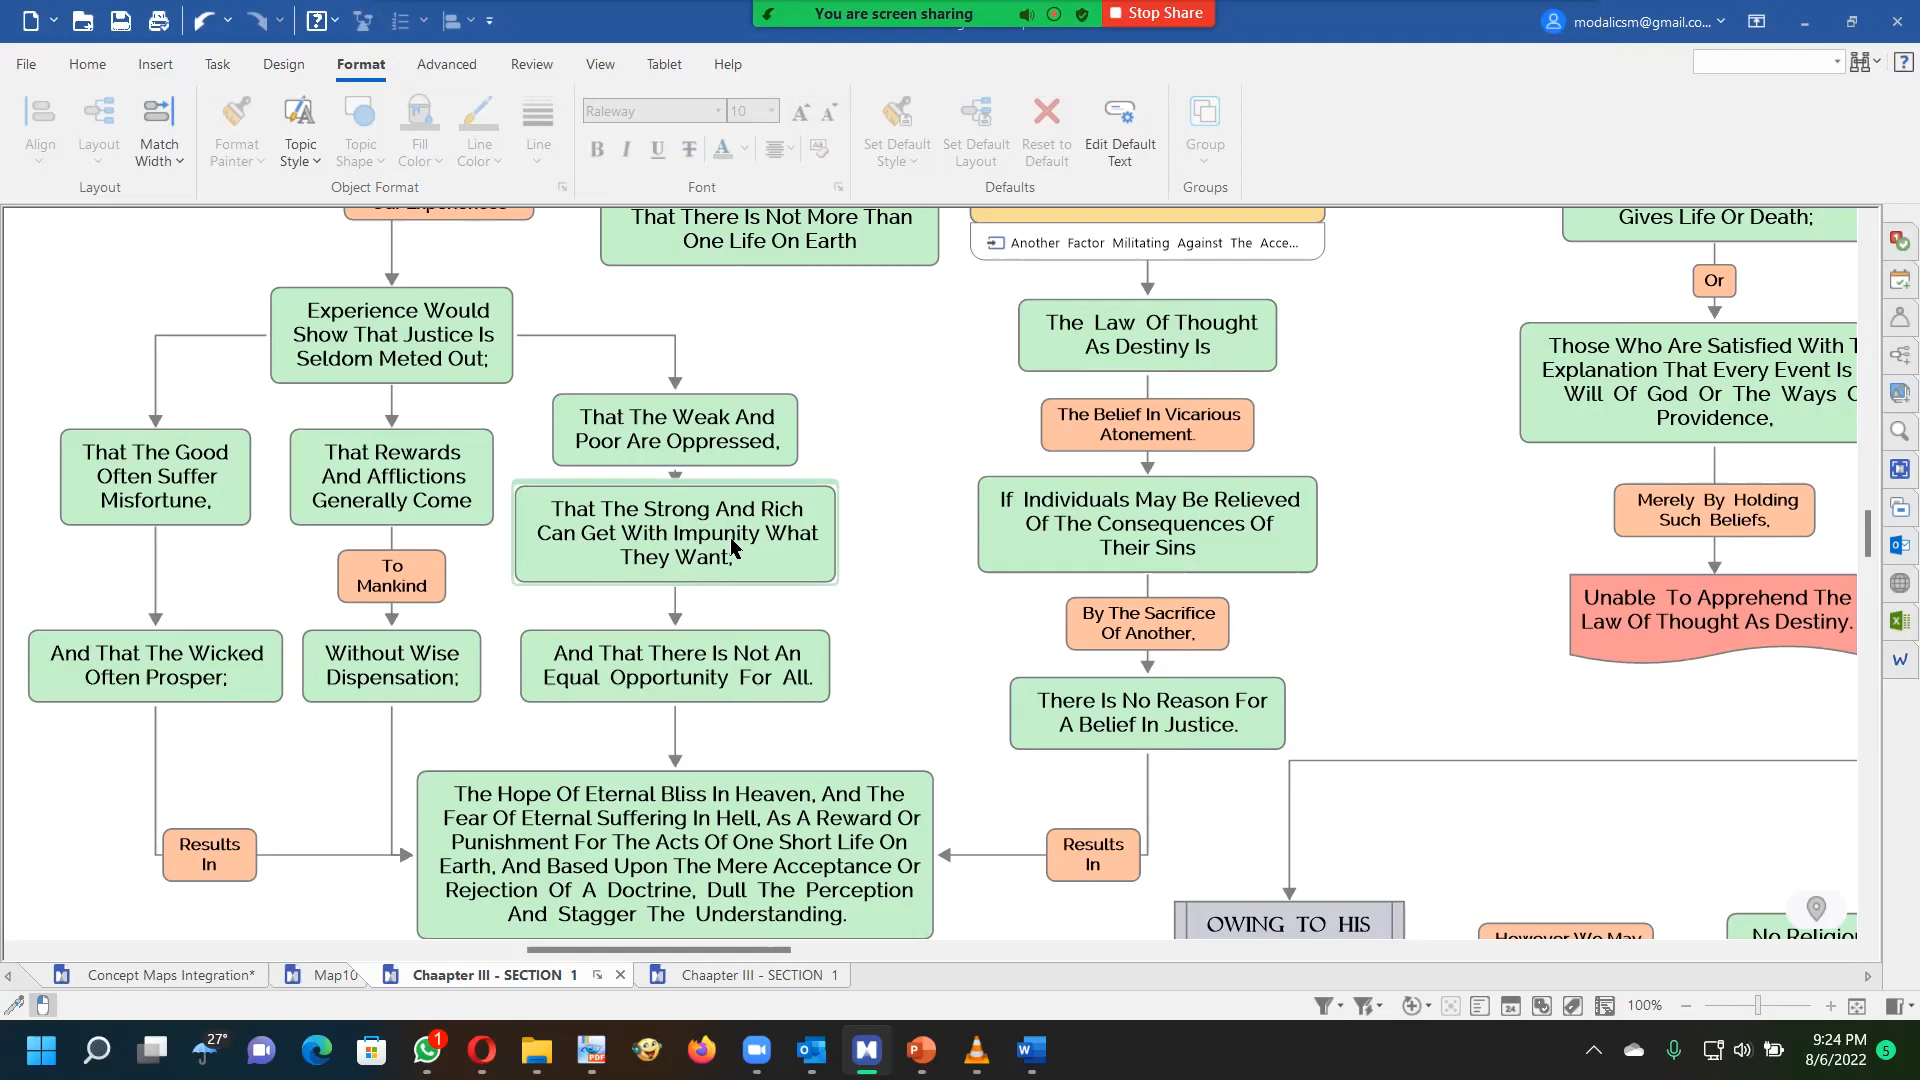 You are screen sharing
Stop Share
modalicsm@gmail.co...
File
Home
Insert
Task
Design
Format
Advanced
Review
View
Tablet
Help
Align
Layout
Match
Width
Format
Painter
Topic
Style
Topic
Shape
Fill
Color
Line
Color
Line
Raleway
10
Set Default
Style
Set Default
Layout
Reset to
Default
Edit Default
Text
Group
Layout
Object Format
Font
Defaults
Groups
That There Is Not More Than
One Life On Earth
Another Factor Militating Against The Acce...
Gives Life Or Death;
Or
Experience Would
Show That Justice Is
Seldom Meted Out;
The Law Of Thought
As Destiny Is
Those Who Are Satisfied With T
Explanation That Every Event Is
Will Of God Or The Ways O
Providence,
That The Weak And
Poor Are Oppressed,
The Belief In Vicarious
Atonement.
That The Good
Often Suffer
Misfortune,
That Rewards
And Afflictions
Generally Come
That The Strong And Rich
Can Get With Impunity What
They Want;
If Individuals May Be Relieved
Of The Consequences Of
Their Sins
Merely By Holding
Such Beliefs,
To
Mankind
By The Sacrifice
Of Another,
Unable To Apprehend The
Law Of Thought As Destiny.
And That The Wicked
Often Prosper;
Without Wise
Dispensation;
And That There Is Not An
Equal Opportunity For All.
There Is No Reason For
A Belief In Justice.
The Hope Of Eternal Bliss In Heaven, And The
Fear Of Eternal Suffering In Hell, As A Reward Or
Punishment For The Acts Of One Short Life On
Earth, And Based Upon The Mere Acceptance Or
Rejection Of A Doctrine, Dull The Perception
And Stagger The Understanding.
Results
In
Results
In
OWING TO HIS
However We May
No Religio
Concept Maps Integration*
Map10
Chaapter III - SECTION 1
Chaapter III - SECTION 1
100%
27°
1
9:24 PM
8/6/2022
5